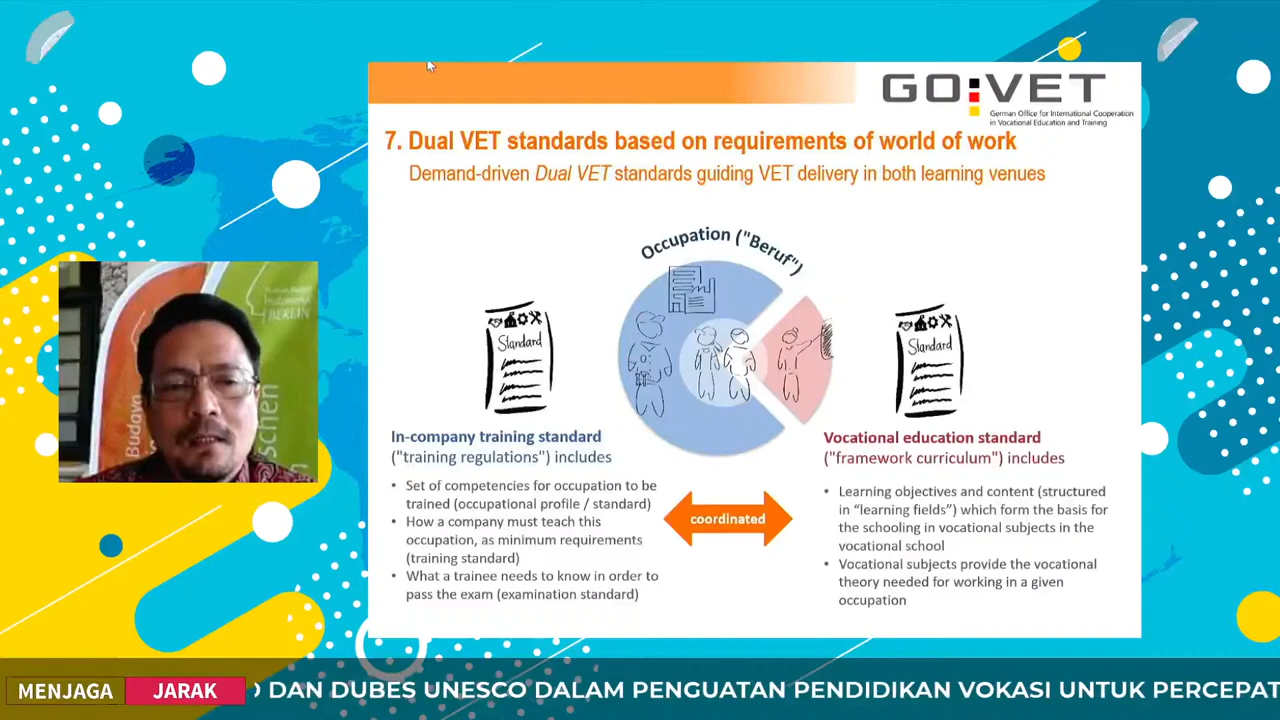 GO:VET
German Office for International Cooperation
in Vocational Education and Training
7. Dual VET standards based on requirements of world of work
Demand-driven Dual VET standards guiding VET delivery in both learning venues
Occupation ("Beruf")
Standard
Standard
In-company training standard
("training regulations") includes
• Set of competencies for occupation to be
trained (occupational profile / standard)
• How a company must teach this
occupation, as minimum requirements
(training standard)
• What a trainee needs to know in order to
pass the exam (examination standard)
coordinated
Vocational education standard
("framework curriculum") includes
• Learning objectives and content (structured
in “learning fields”) which form the basis for
the schooling in vocational subjects in the
vocational school
• Vocational subjects provide the vocational
theory needed for working in a given
occupation
Budaya
BERLIN
MENJAGA JARAK
DAN DUBES UNESCO DALAM PENGUATAN PENDIDIKAN VOKASI UNTUK PERCEPAT